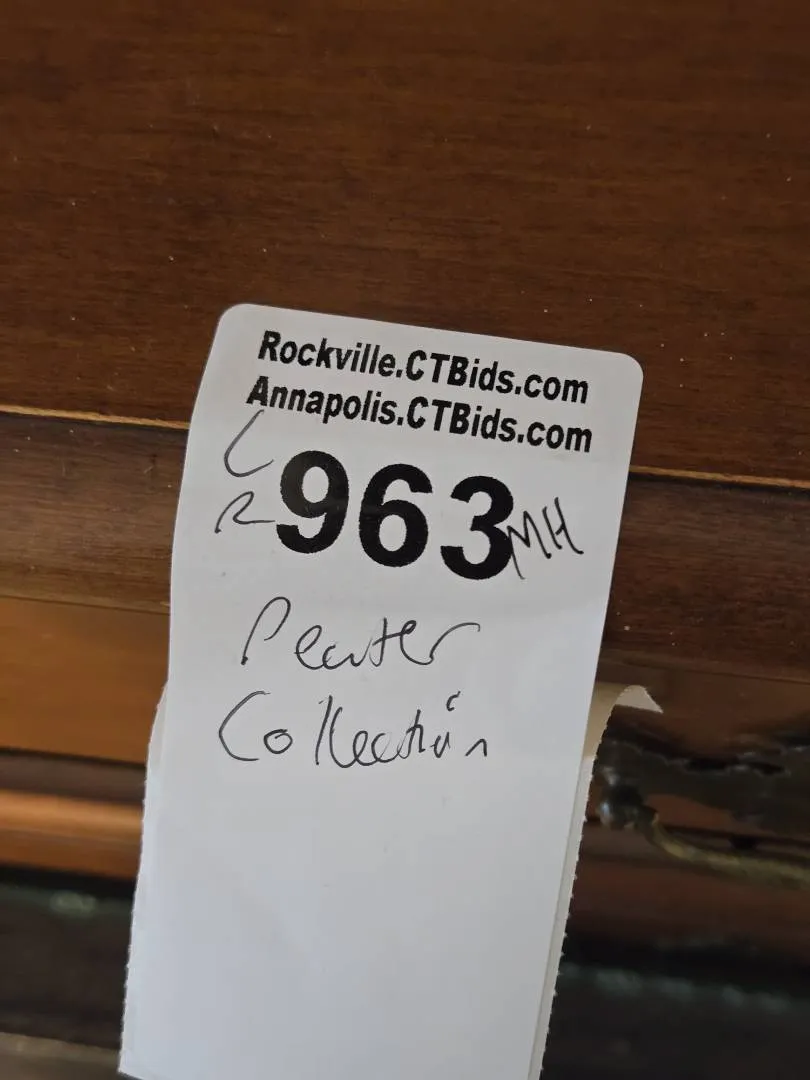 Rockville.CTBids.com
Annapolis.CTBids.com
L
R 963 MH
Pewter
Collection